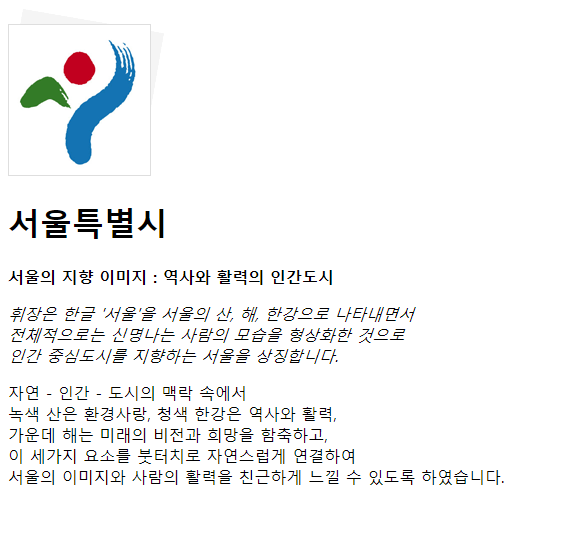 서울특별시
서울의 지향 이미지 : 역사와 활력의 인간도시
휘장은 한글 ‘서울’을 서울의 산, 해, 한강으로 나타내면서
전체적으로는 신명나는 사람의 모습을 형상화한 것으로
인간 중심도시를 지향하는 서울을 상징합니다.
자연 - 인간 - 도시의 맥락 속에서
녹색 산은 환경사랑, 청색 한강은 역사와 활력,
가운데 해는 미래의 비전과 희망을 함축하고,
이 세가지 요소를 붓터치로 자연스럽게 연결하여
서울의 이미지와 사람의 활력을 친근하게 느낄 수 있도록 하였습니다.